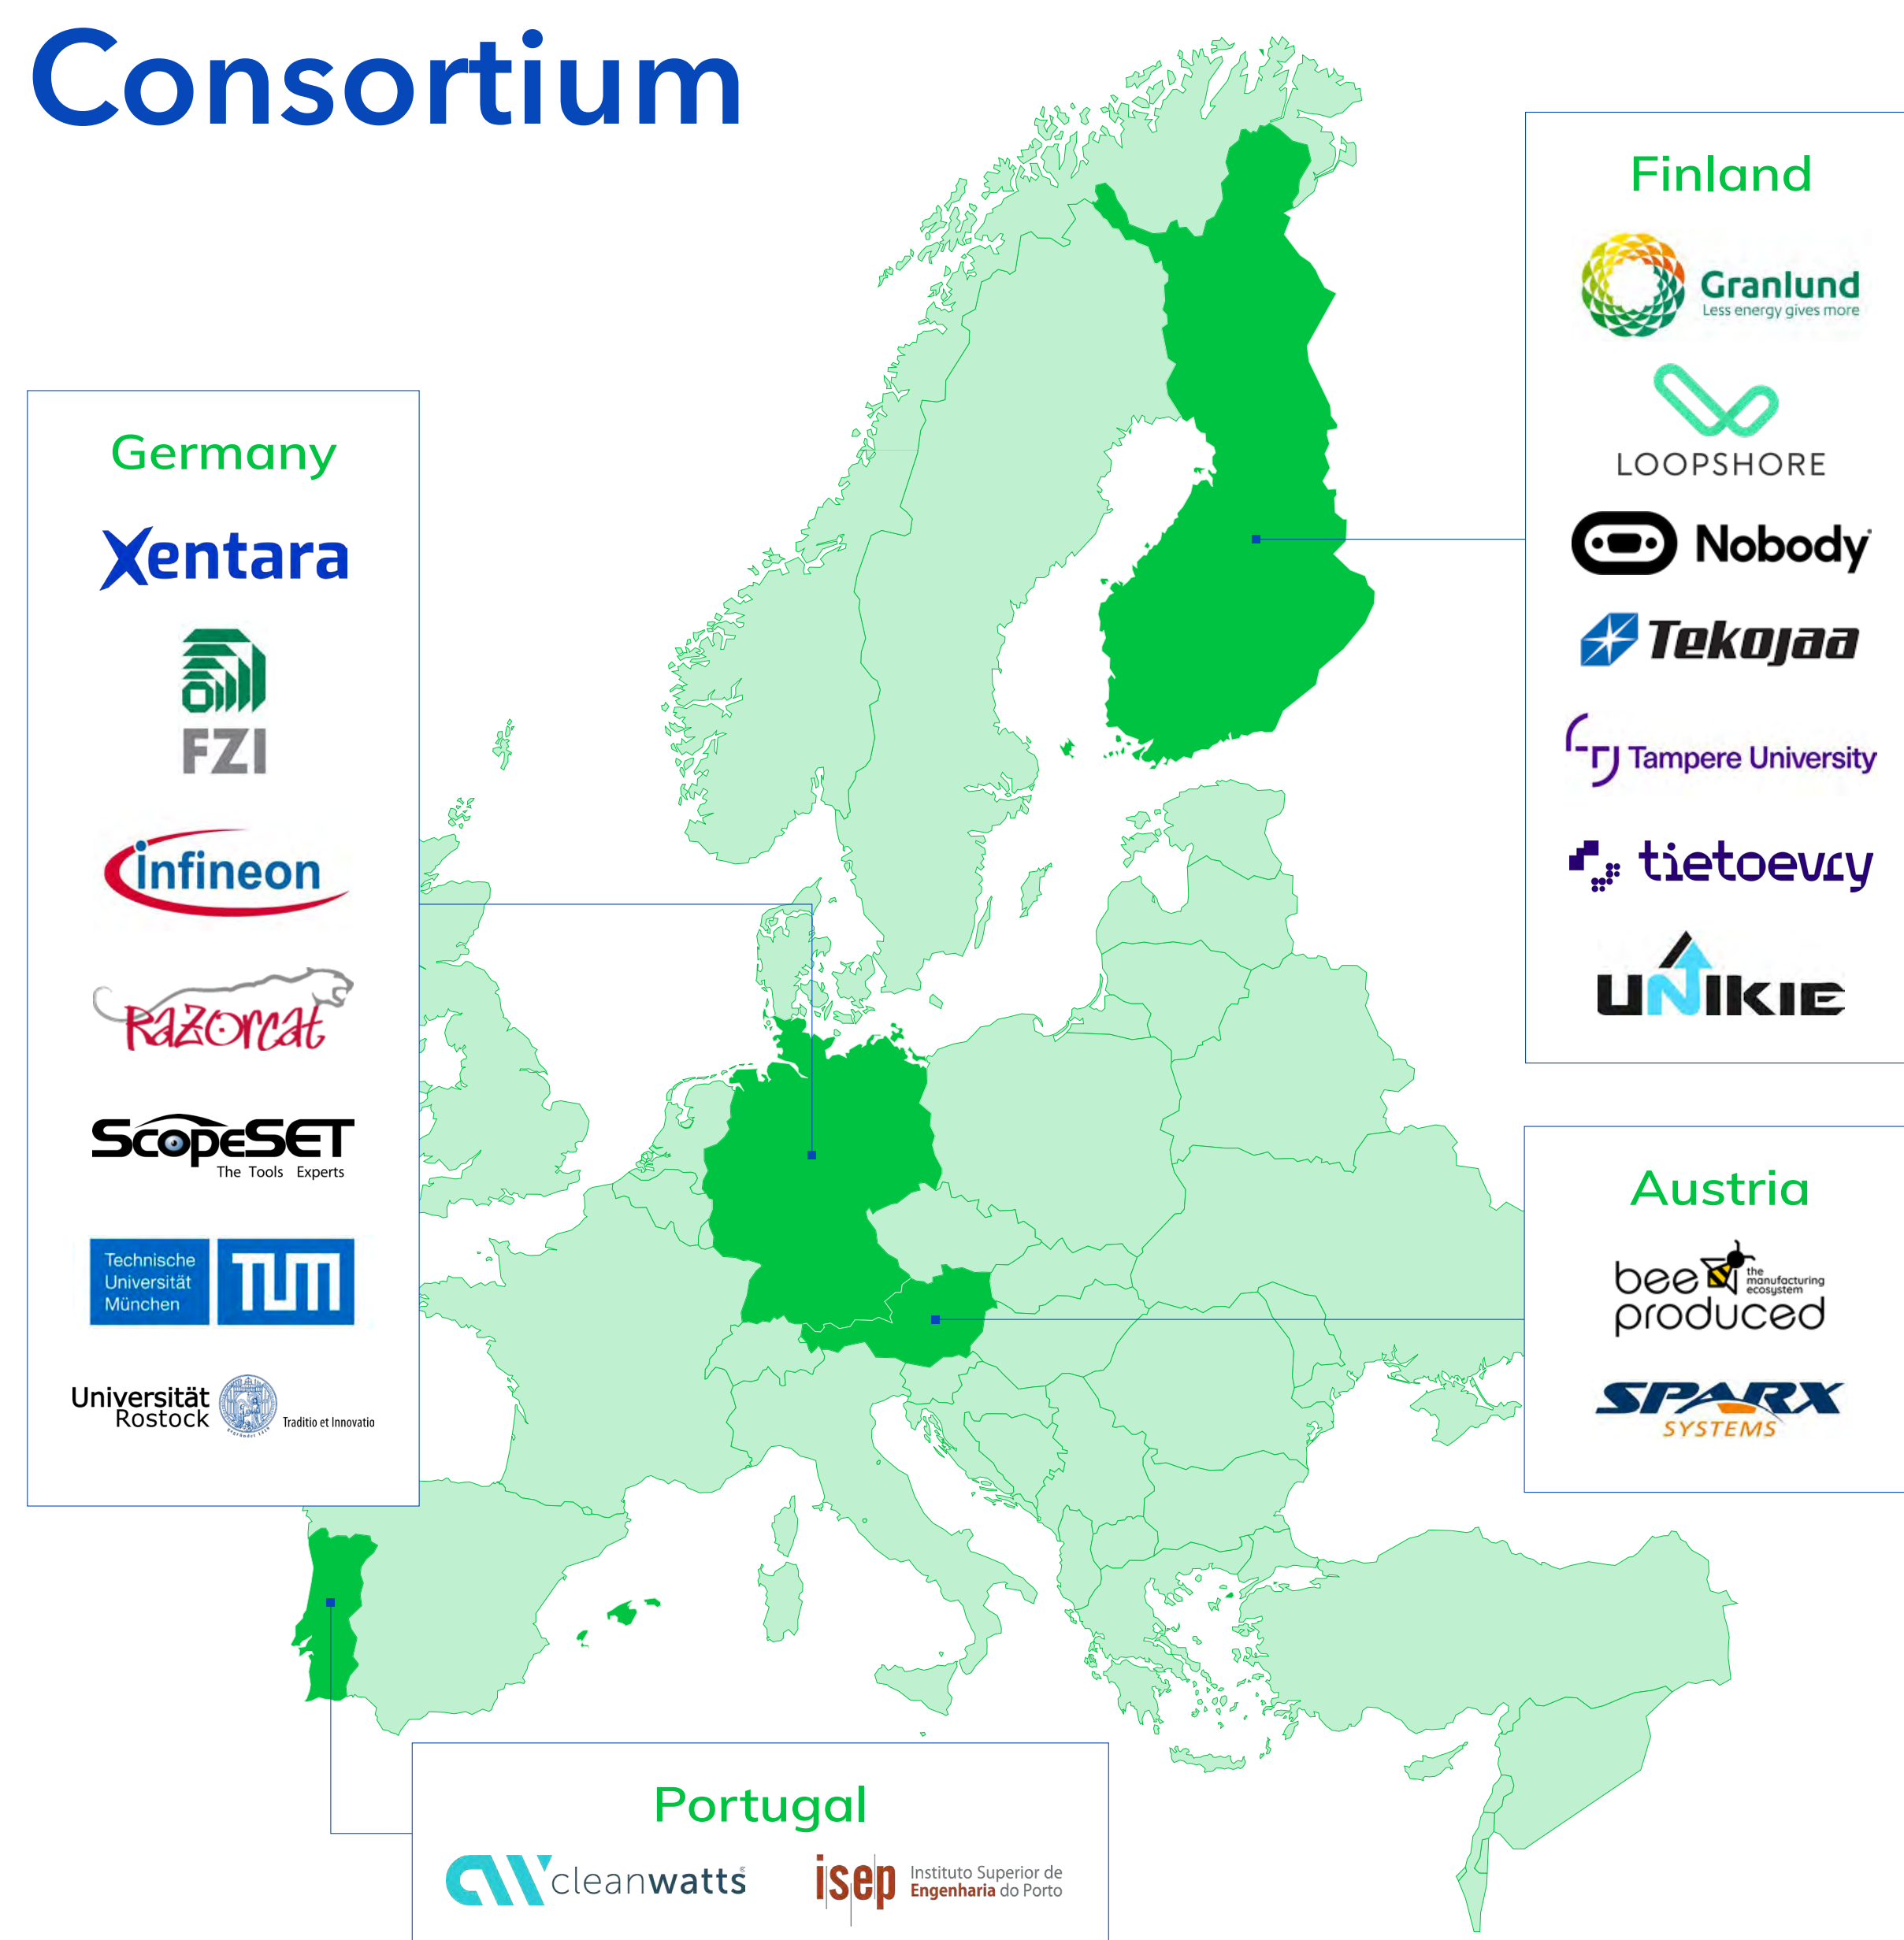 Consortium
Germany
Xentara
FZI
infineon
Razorcat
ScopeSET
The Tools Experts
Technische
Universität
München
TUM
Universität
Rostock
Traditio et Innovatio
Finland
Granlund
Less energy gives more
LOOPSHORE
Nobody
Tekojaa
Tampere University
tietoevry
UNIKIE
Austria
bee
the
manufacturing
ecosystem
produced
SPARX
SYSTEMS
Portugal
cleanwatts
isep
Instituto Superior de
Engenharia do Porto